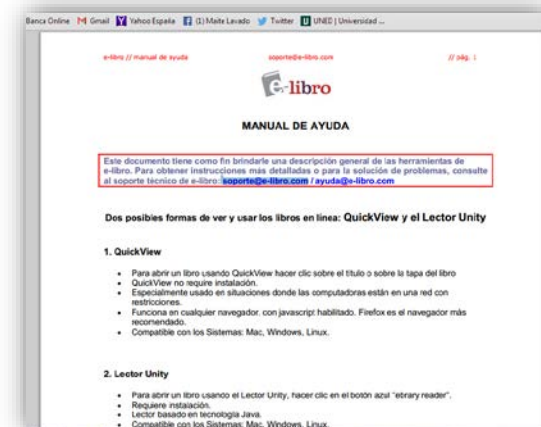 Banca Online Gmail Yahoo España (1) Maite Lavado Twitter UNED | Universidad ...
e-libro // manual de ayuda soporte@e-libro.com // pág. 1
e-libro
MANUAL DE AYUDA
Este documento tiene como fin brindarle una descripción general de las herramientas de
e-libro. Para obtener instrucciones más detalladas o para la solución de problemas, consulte
al soporte técnico de e-libro: soporte@e-libro.com / ayuda@e-libro.com
Dos posibles formas de ver y usar los libros en línea: QuickView y el Lector Unity
1. QuickView
• Para abrir un libro usando QuickView hacer clic sobre el título o sobre la tapa del libro
• QuickView no require instalación.
• Especialmente usado en situaciones donde las computadoras están en una red con
restricciones.
• Funciona en cualquier navegador, con javascript habilitado. Firefox es el navegador más
recomendado.
• Compatible con los Sistemas: Mac, Windows, Linux.
2. Lector Unity
• Para abrir un libro usando el Lector Unity, hacer clic en el botón azul "ebrary reader".
• Requiere instalación.
• Lector basado en tecnología Java.
• Compatible con los Sistemas: Mac, Windows, Linux.